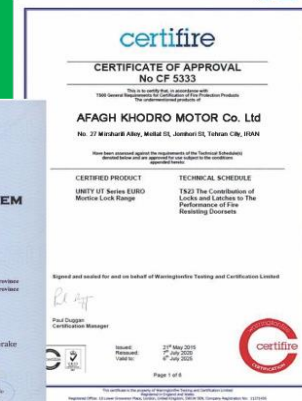 certifire
CERTIFICATE OF APPROVAL
No CF 5333
This is to certify that, in accordance with
TS00 General Requirements for Certification of Fire Protection Products
The undermentioned products of
AFAGH KHODRO MOTOR Co. Ltd
No. 27 Mirsharifi Alley, Mellat St, Jomhori St, Tehran City, IRAN
Have been assessed against the requirements of the Technical Schedule(s)
denoted below and are approved for use subject to the conditions
appended hereto:
CERTIFIED PRODUCT TECHNICAL SCHEDULE
UNITY UT Series EURO
Mortice Lock Range
TS23 The Contribution of
Locks and Latches to The
Performance of Fire
Resisting Doorsets
Signed and sealed for and on behalf of Warringtonfire Testing and Certification Limited
Paul Duggan
Certification Manager
Issued: 21st May 2015
Reissued: 7th July 2020
Valid to: 6th July 2025
Page 1 of 6
certifire
EM
rake